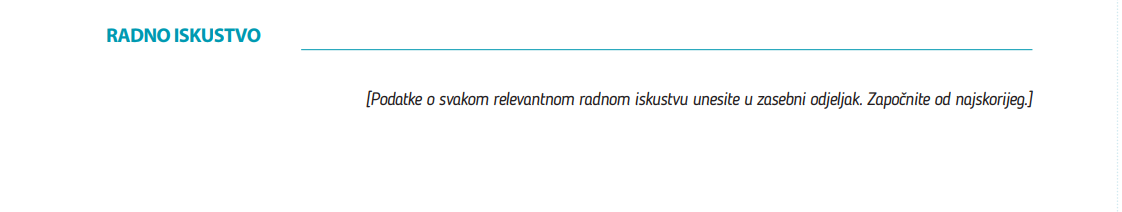 RADNO ISKUSTVO
[Podatke o svakom relevantnom radnom iskustvu unesite u zasebni odjeljak. Započnite od najskorijeg.]